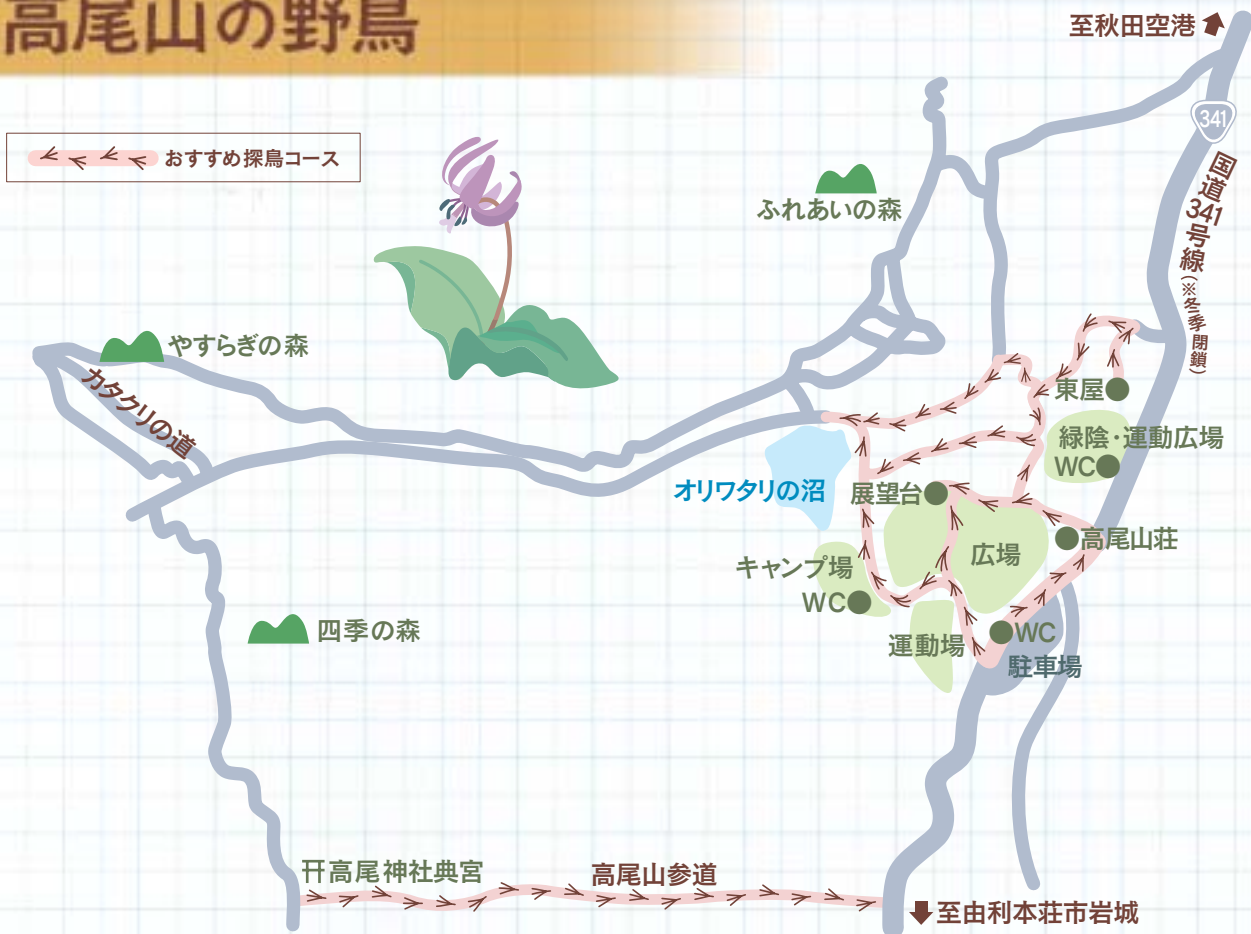 高尾山の野鳥
至秋田空港
341
国道341号線(※冬季閉鎖)
おすすめ探鳥コース
ふれあいの森
やすらぎの森
カタクリの道
東屋
緑陰・運動広場
WC
オリワタリの沼
展望台
高尾山荘
広場
キャンプ場
WC
四季の森
運動場
WC
駐車場
高尾神社典宮
高尾山参道
至由利本荘市岩城